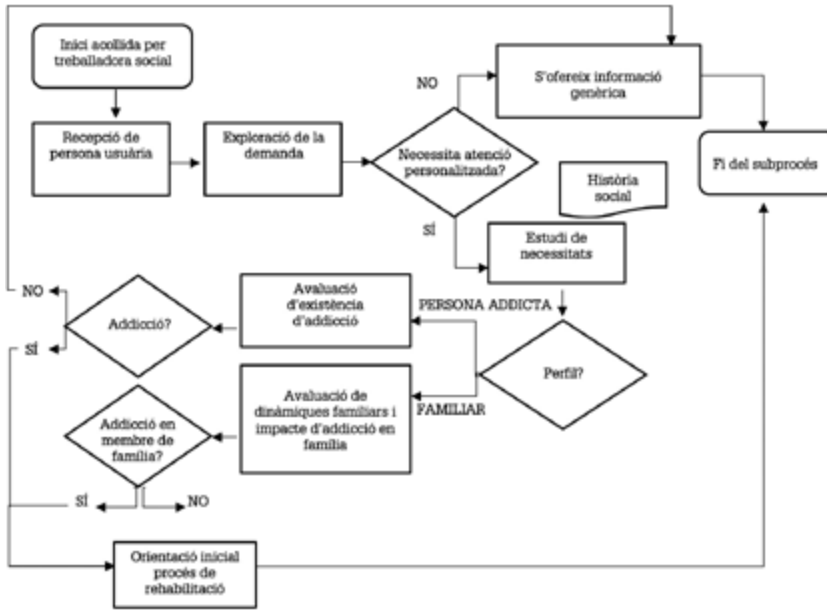 Inici acollida per
treballadora social
Recepció de
persona usuària
Exploració de la
demanda
Necessita atenció
personalitzada?
NO
S'ofereix informació
genèrica
Fi del subprocés
SÍ
Història
social
Estudi de
necessitats
Perfil?
PERSONA ADDICTA
Avaluació
d'existència
d'addicció
Addicció?
NO
SÍ
FAMILIAR
Avaluació de
dinàmiques familiars i
impacte d'addicció en
família
Addicció en
membre de
família?
SÍ
NO
Orientació inicial
procés de
rehabilitació